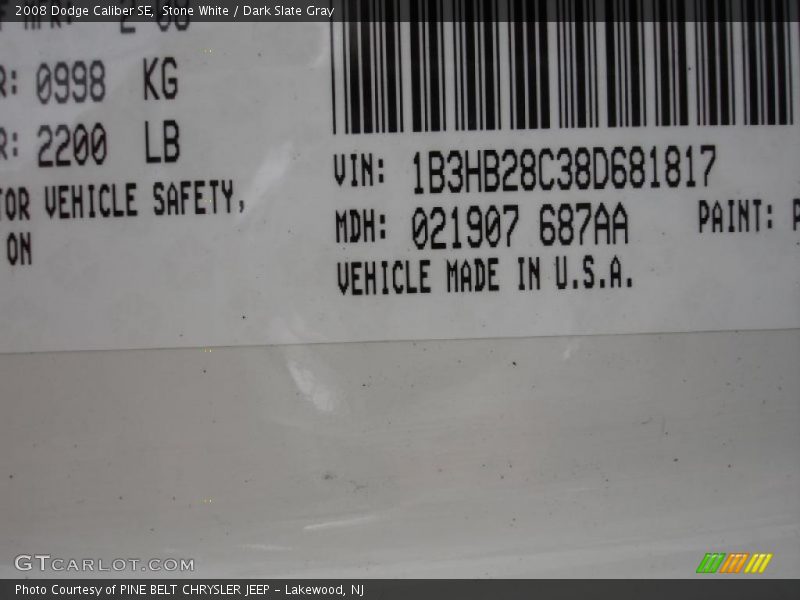 2008 Dodge Caliber SE, Stone White / Dark Slate Gray
R: 0998 KG
R: 2200 LB
TOR VEHICLE SAFETY,
ON
VIN: 1B3HB28C38D681817
MDH: 021907 687AA PAINT: P
VEHICLE MADE IN U.S.A.
GTCARLOT.COM
Photo Courtesy of PINE BELT CHRYSLER JEEP - Lakewood, NJ